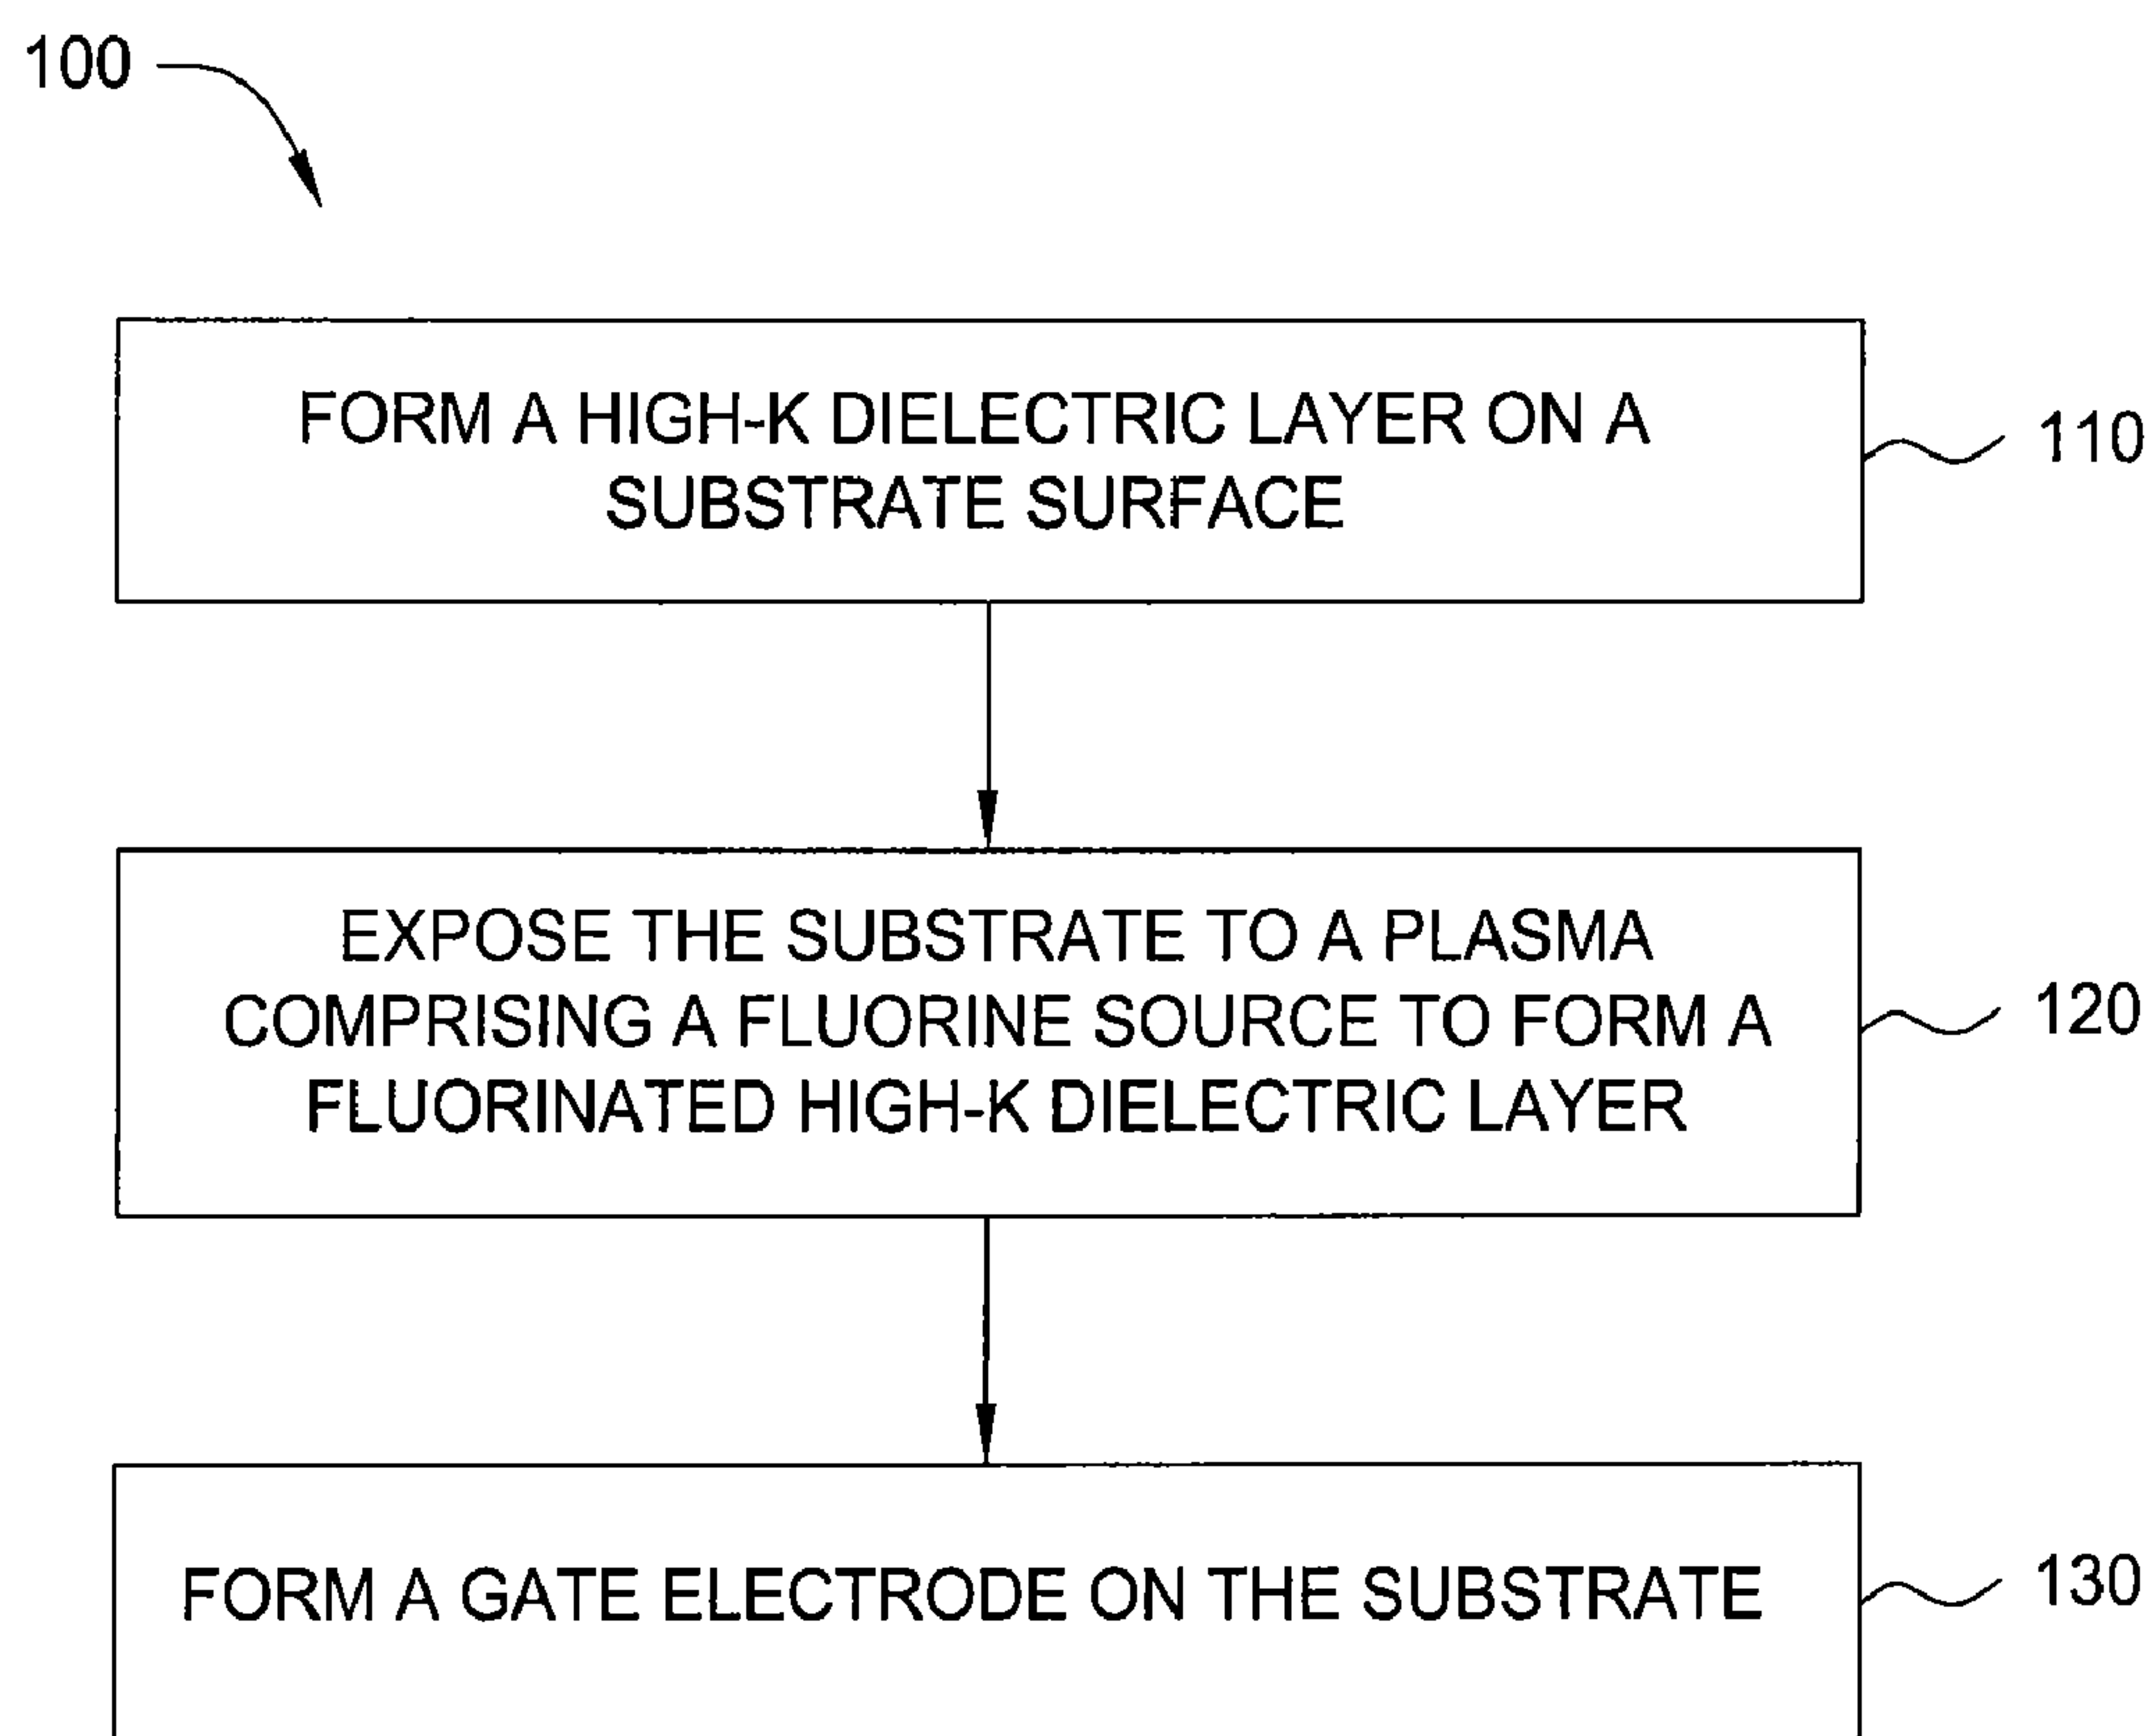 100
FORM A HIGH-K DIELECTRIC LAYER ON A
SUBSTRATE SURFACE
110
EXPOSE THE SUBSTRATE TO A PLASMA
COMPRISING A FLUORINE SOURCE TO FORM A
FLUORINATED HIGH-K DIELECTRIC LAYER
120
FORM A GATE ELECTRODE ON THE SUBSTRATE
130